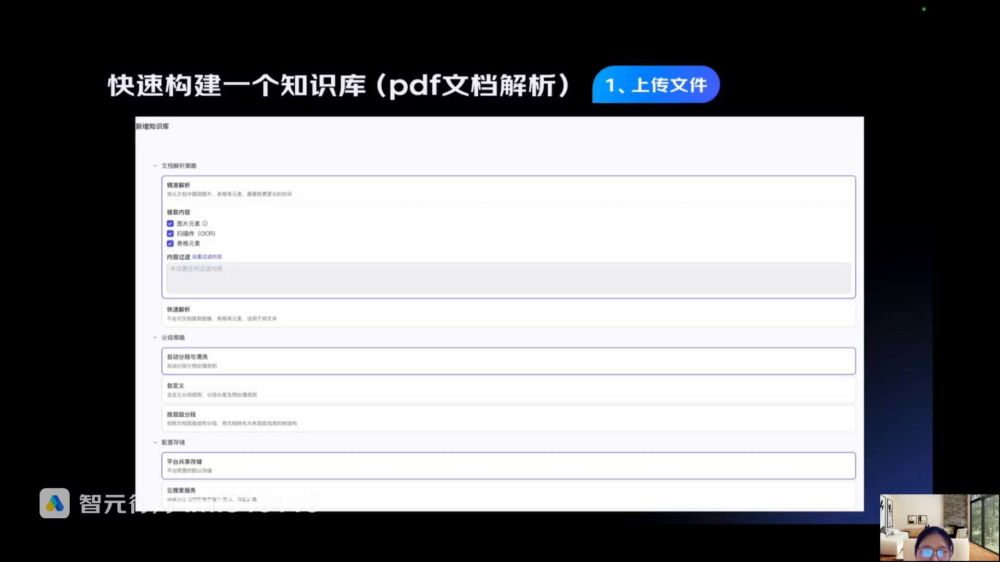 快速构建一个知识库（pdf文档解析）
1、上传文件
新增知识库
文档解析策略
精准解析
将从文档中提取图片、表格等元素，需要耗费更长的时间
提取内容
图片元素
扫描件（OCR）
表格元素
内容过滤 设置过滤内容
未设置任何过滤内容
快速解析
不会对文档提取图像、表格等元素，适用于纯文本
分段策略
自动分段与清洗
自动分段与预处理规则
自定义
自定义分段规则、分段长度及预处理规则
按层级分段
按照文档层级结构分段，将文档转化为有层级信息的树结构
配置存储
平台共享存储
平台预置的默认存储
云搜索服务
智元行